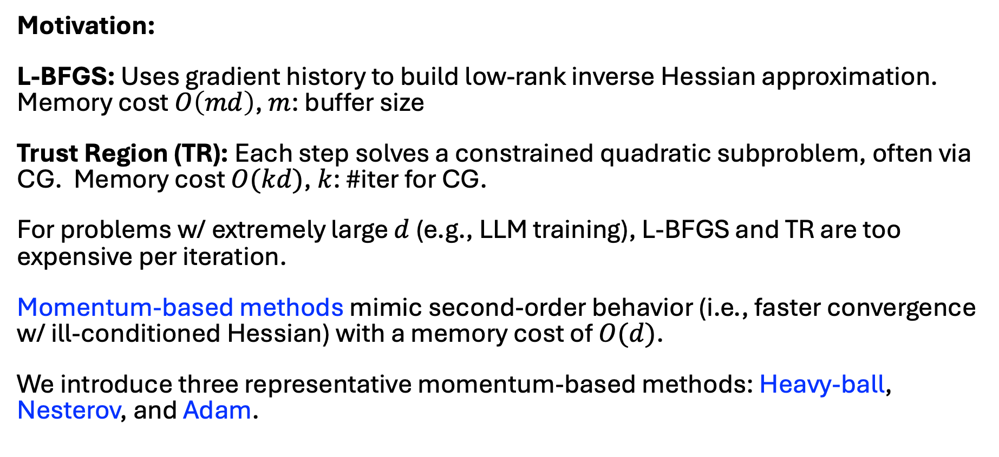 Motivation:
L-BFGS: Uses gradient history to build low-rank inverse Hessian approximation.
Memory cost O(md), m: buffer size
Trust Region (TR): Each step solves a constrained quadratic subproblem, often via
CG.  Memory cost O(kd), k: #iter for CG.
For problems w/ extremely large d (e.g., LLM training), L-BFGS and TR are too
expensive per iteration.
Momentum-based methods mimic second-order behavior (i.e., faster convergence
w/ ill-conditioned Hessian) with a memory cost of O(d).
We introduce three representative momentum-based methods: Heavy-ball,
Nesterov, and Adam.